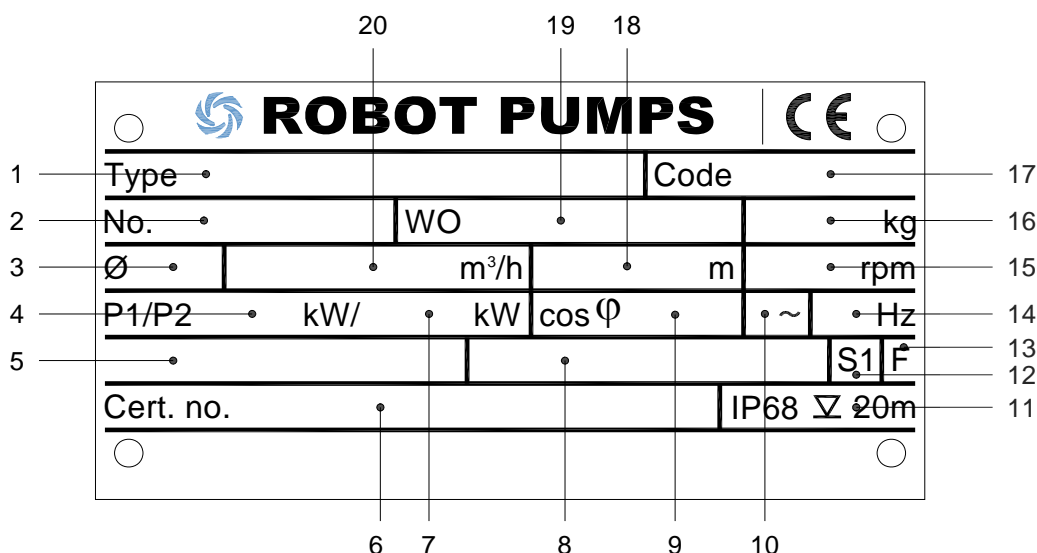 20 19 18
ROBOT PUMPS CE
1 Type Code 17
2 No. WO kg 16
3 Ø m³/h m rpm 15
4 P1/P2 kW/ kW cos φ ~ Hz 14
5 S1 F 13
12
Cert. no. IP68 20m 11
6 7 8 9 10